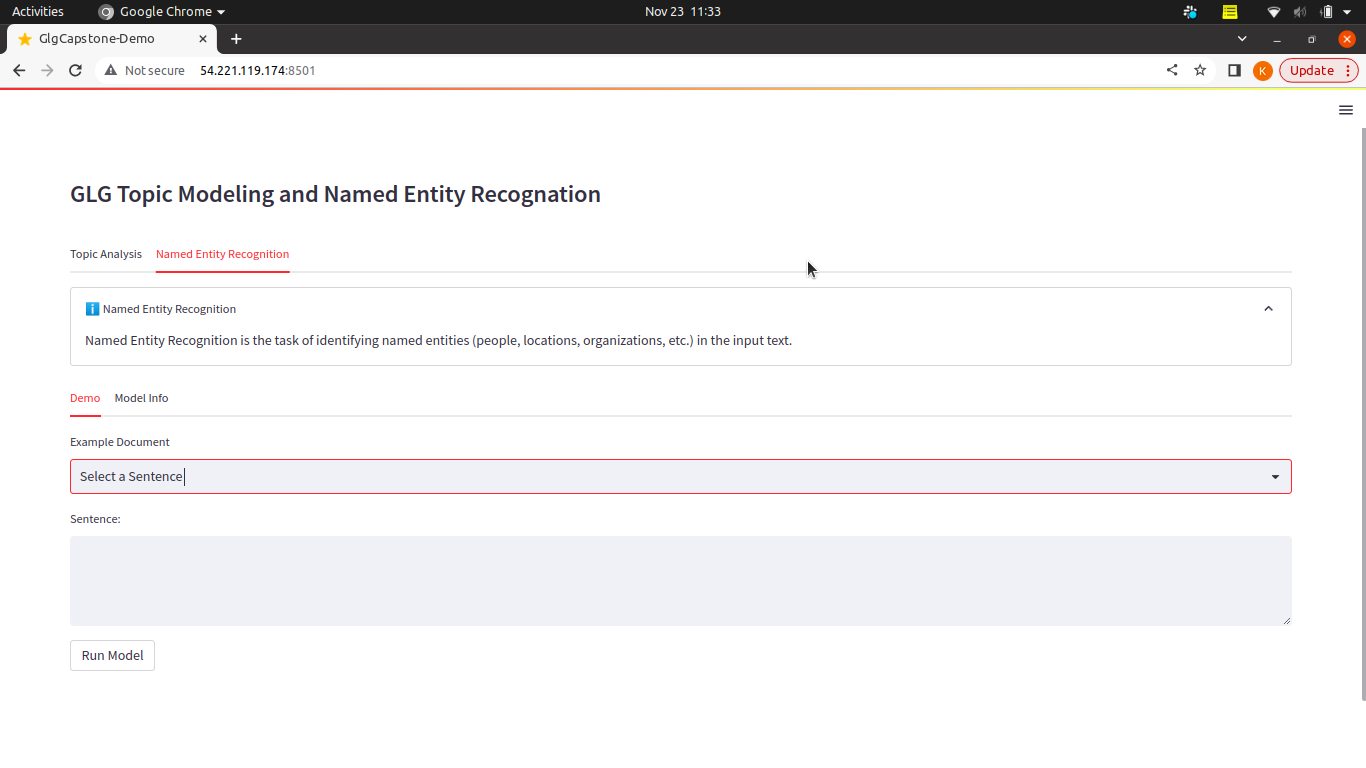 Activities Google Chrome Nov 23 11:33
GlgCapstone-Demo
Not secure 54.221.119.174:8501 K Update
GLG Topic Modeling and Named Entity Recognation
Topic Analysis Named Entity Recognition
Named Entity Recognition
Named Entity Recognition is the task of identifying named entities (people, locations, organizations, etc.) in the input text.
Demo Model Info
Example Document
Select a Sentence
Sentence:
Run Model